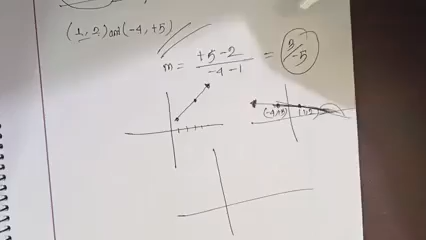 (1, 2) and (-4, +5)
m = +5-2 / -4-1 = 3/-5
(-4,+5) (1,2)